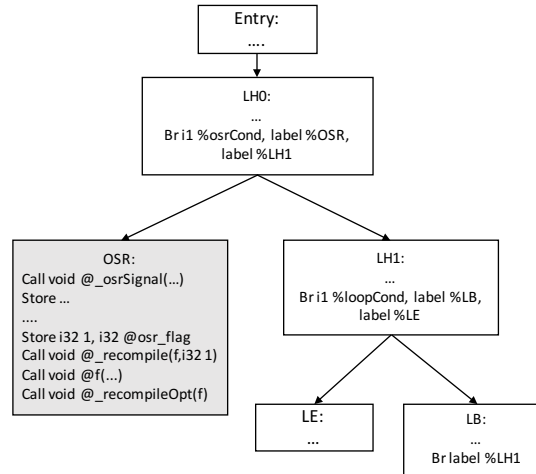 Entry:
....
LH0:
...
Br i1 %osrCond, label %OSR,
label %LH1
OSR:
Call void @_osrSignal(...)
Store ...
....
Store i32 1, i32 @osr_flag
Call void @_recompile(f,i32 1)
Call void @f(...)
Call void @_recompileOpt(f)
LH1:
...
Br i1 %loopCond, label %LB,
label %LE
LE:
...
LB:
...
Br label %LH1